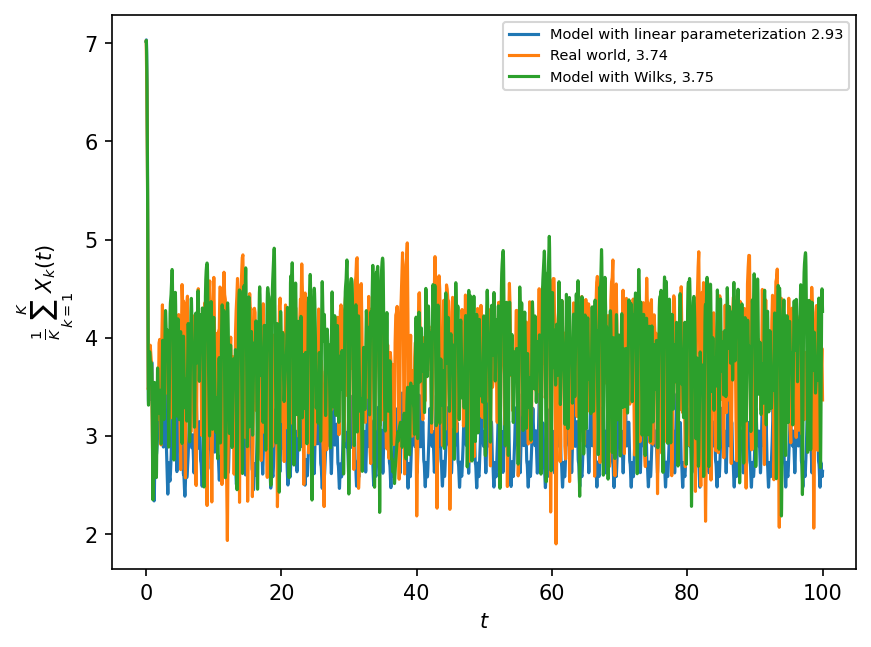 Model with linear parameterization 2.93
Real world, 3.74
Model with Wilks, 3.75
7
6
5
4
3
2
0
20
40
60
80
100
t
$\frac{1}{K}\sum_{k=1}^{K} X_k(t)$